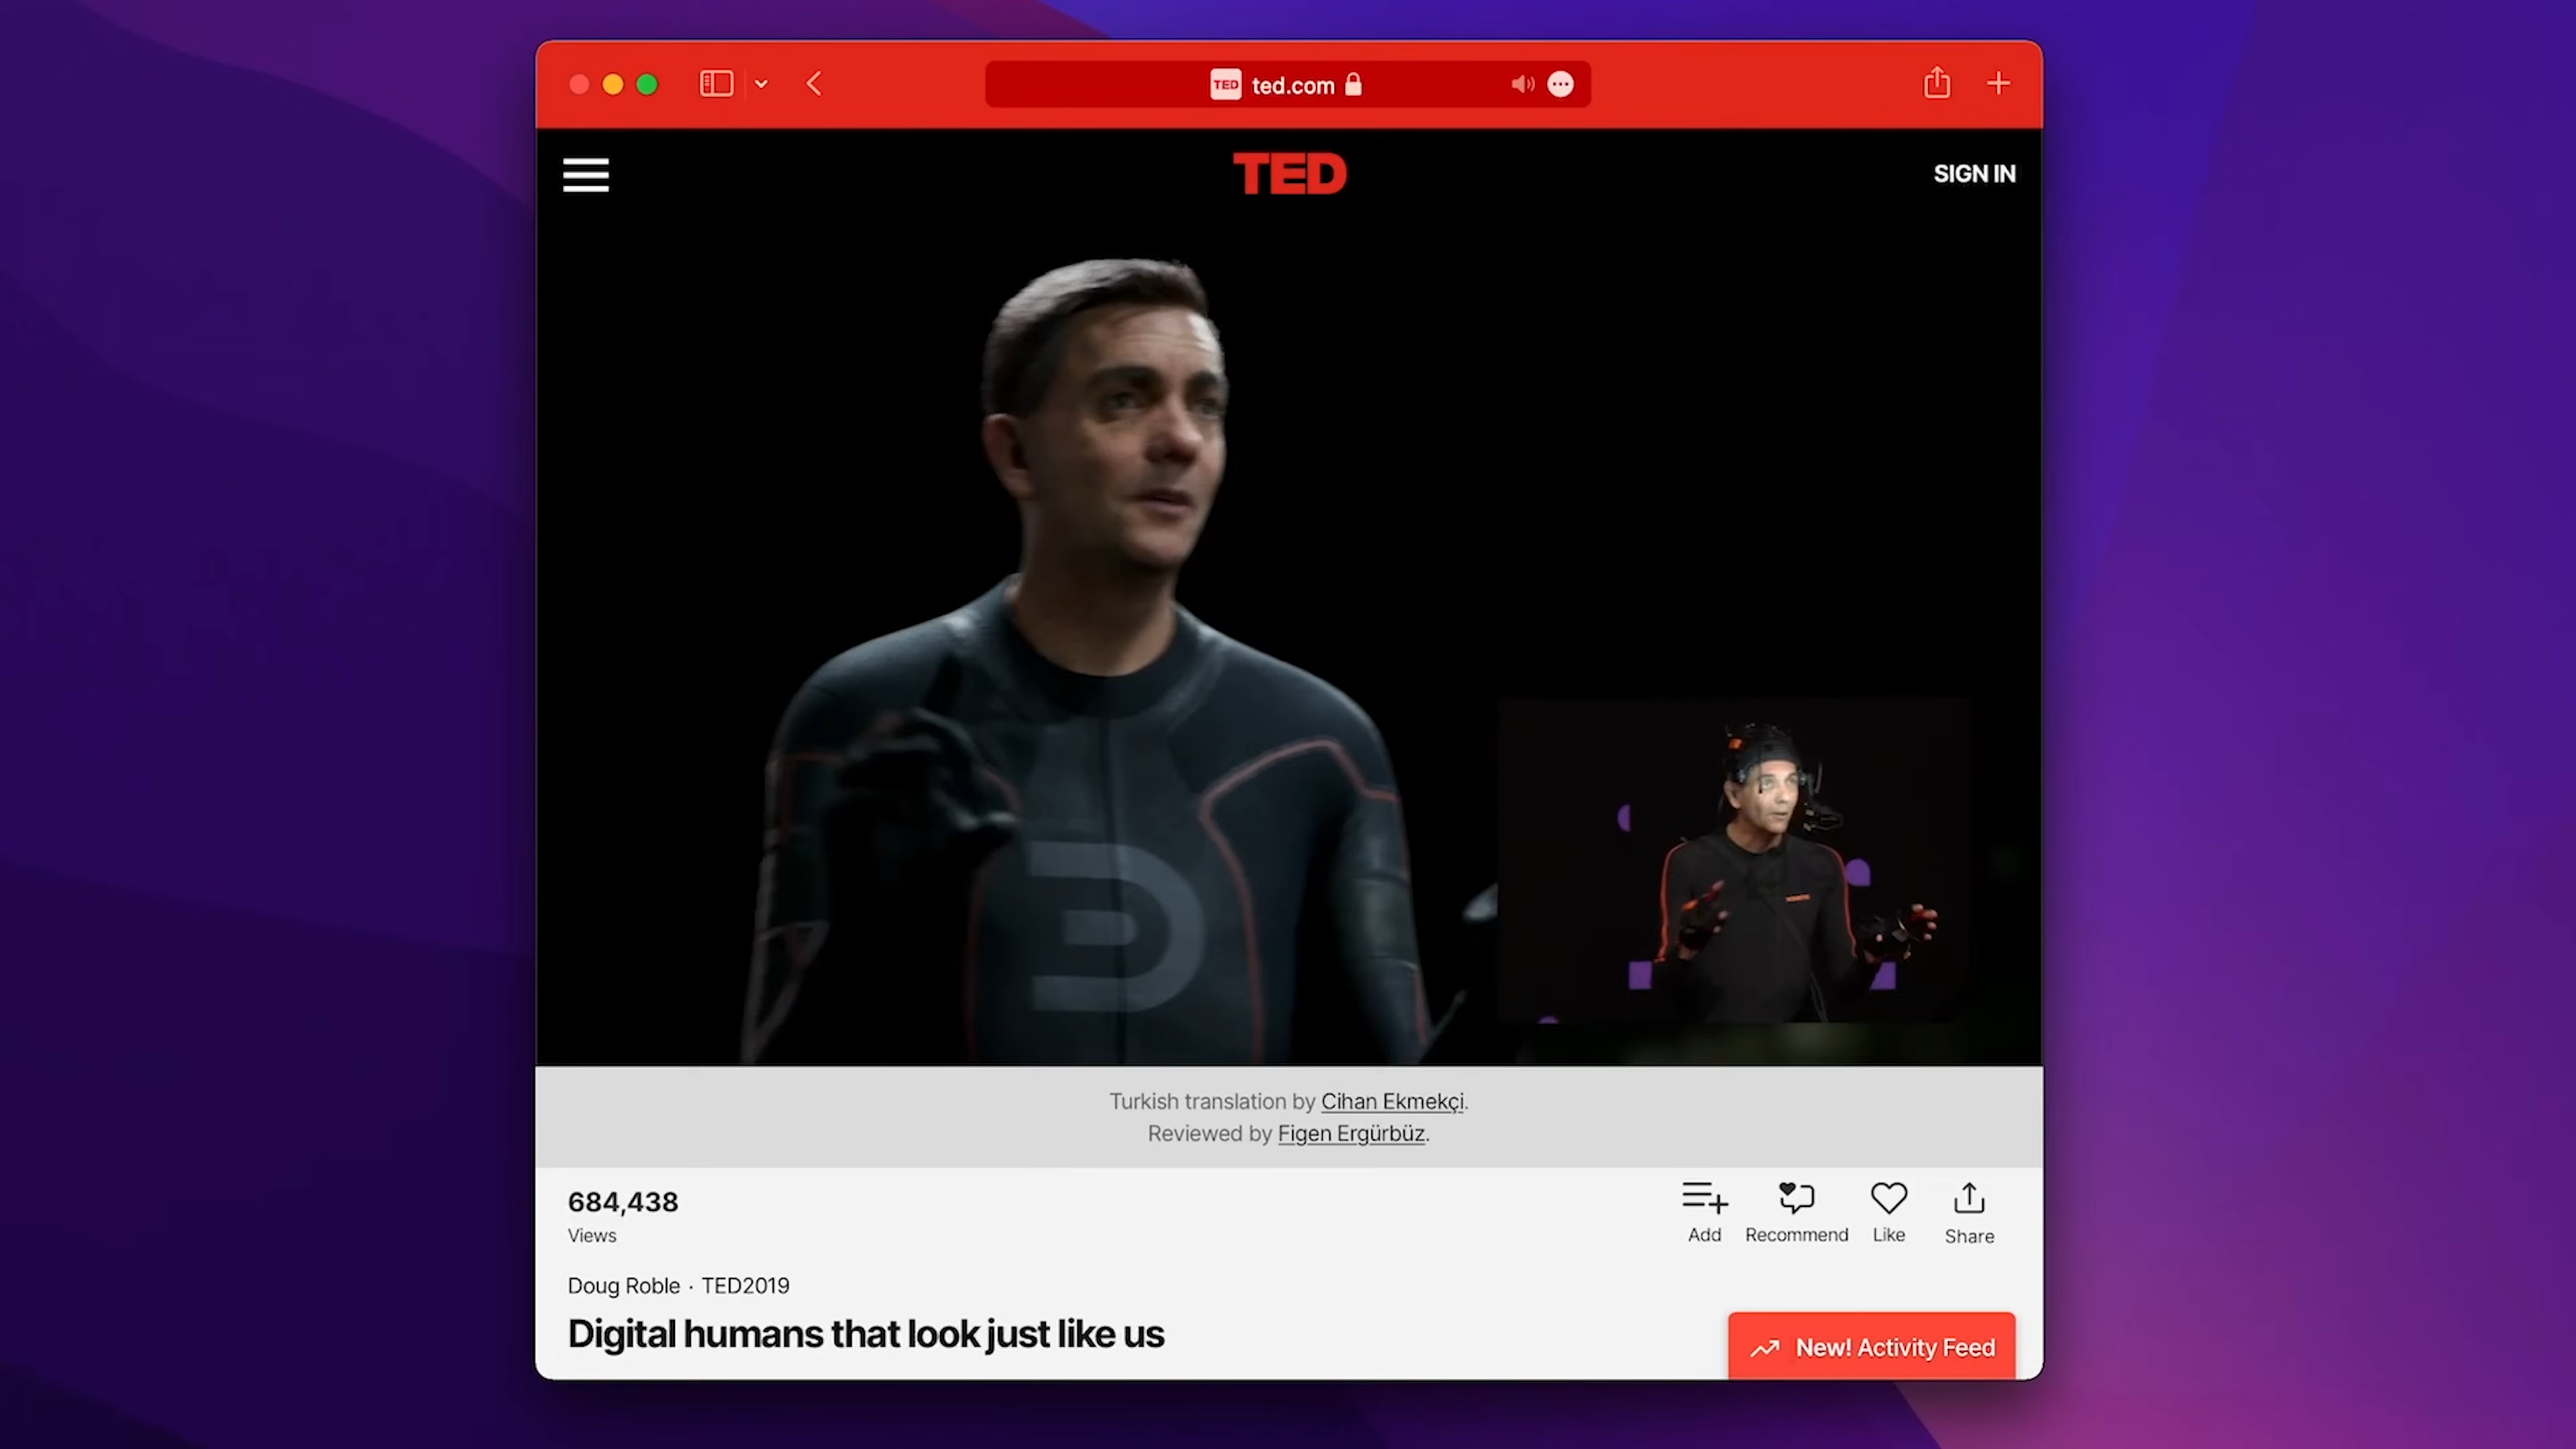 TED ted.com
TED
SIGN IN
Turkish translation by Cihan Ekmekçi.
Reviewed by Figen Ergürbüz.
684,438
Views
Add Recommend Like Share
Doug Roble · TED2019
Digital humans that look just like us
New! Activity Feed